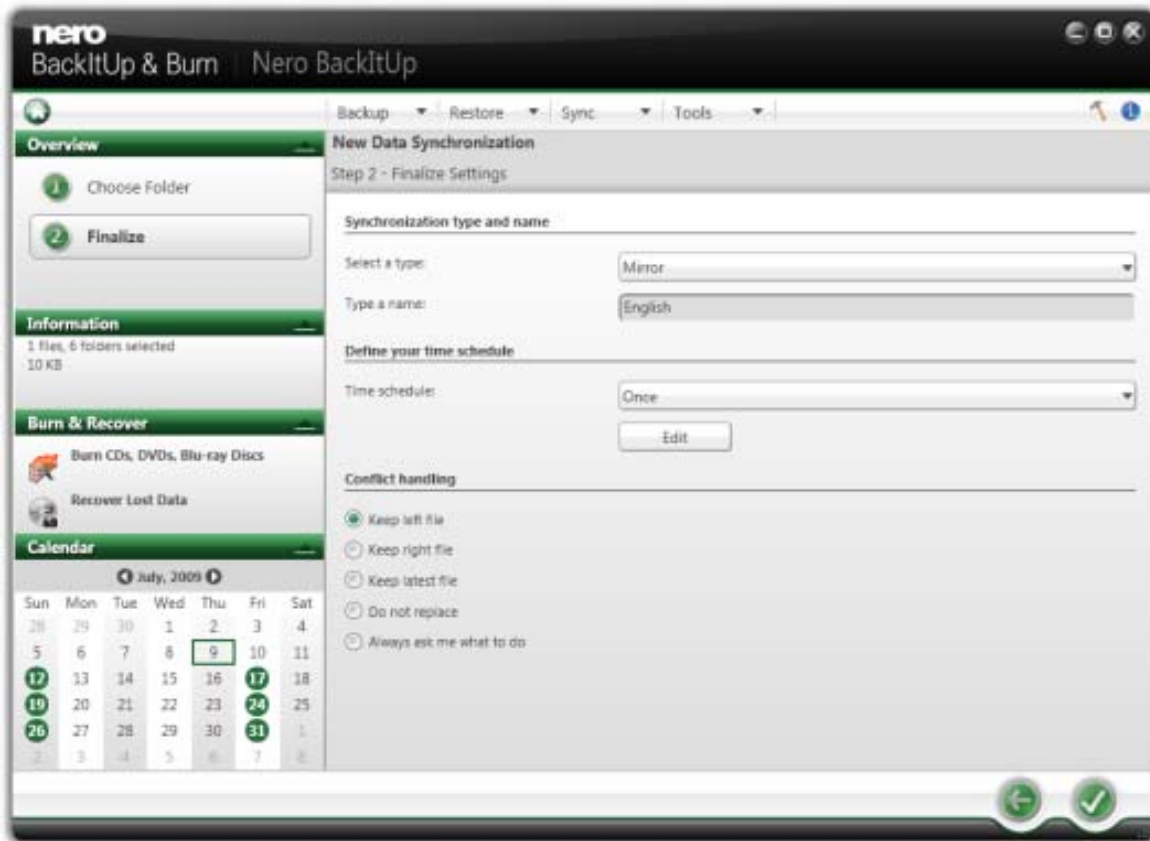 nero
BackItUp & Burn | Nero BackItUp
Backup Restore Sync Tools
Overview
1 Choose Folder
2 Finalize
Information
1 files, 6 folders selected
10 KB
Burn & Recover
Burn CDs, DVDs, Blu-ray Discs
Recover Lost Data
Calendar
July, 2009
Sun Mon Tue Wed Thu Fri Sat
28 29 30 1 2 3 4
5 6 7 8 9 10 11
12 13 14 15 16 17 18
19 20 21 22 23 24 25
26 27 28 29 30 31 1
2 3 4 5 6 7 8
New Data Synchronization
Step 2 - Finalize Settings
Synchronization type and name
Select a type: Mirror
Type a name: English
Define your time schedule
Time schedule: Once
Edit
Conflict handling
Keep left file
Keep right file
Keep latest file
Do not replace
Always ask me what to do